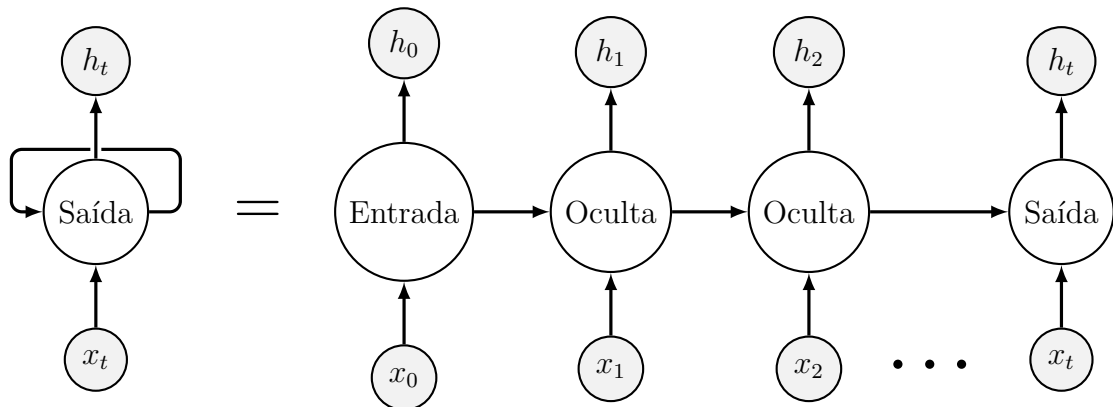 h_t h_0 h_1 h_2 h_t
Saída = Entrada Oculta Oculta Saída
x_t x_0 x_1 x_2 ... x_t